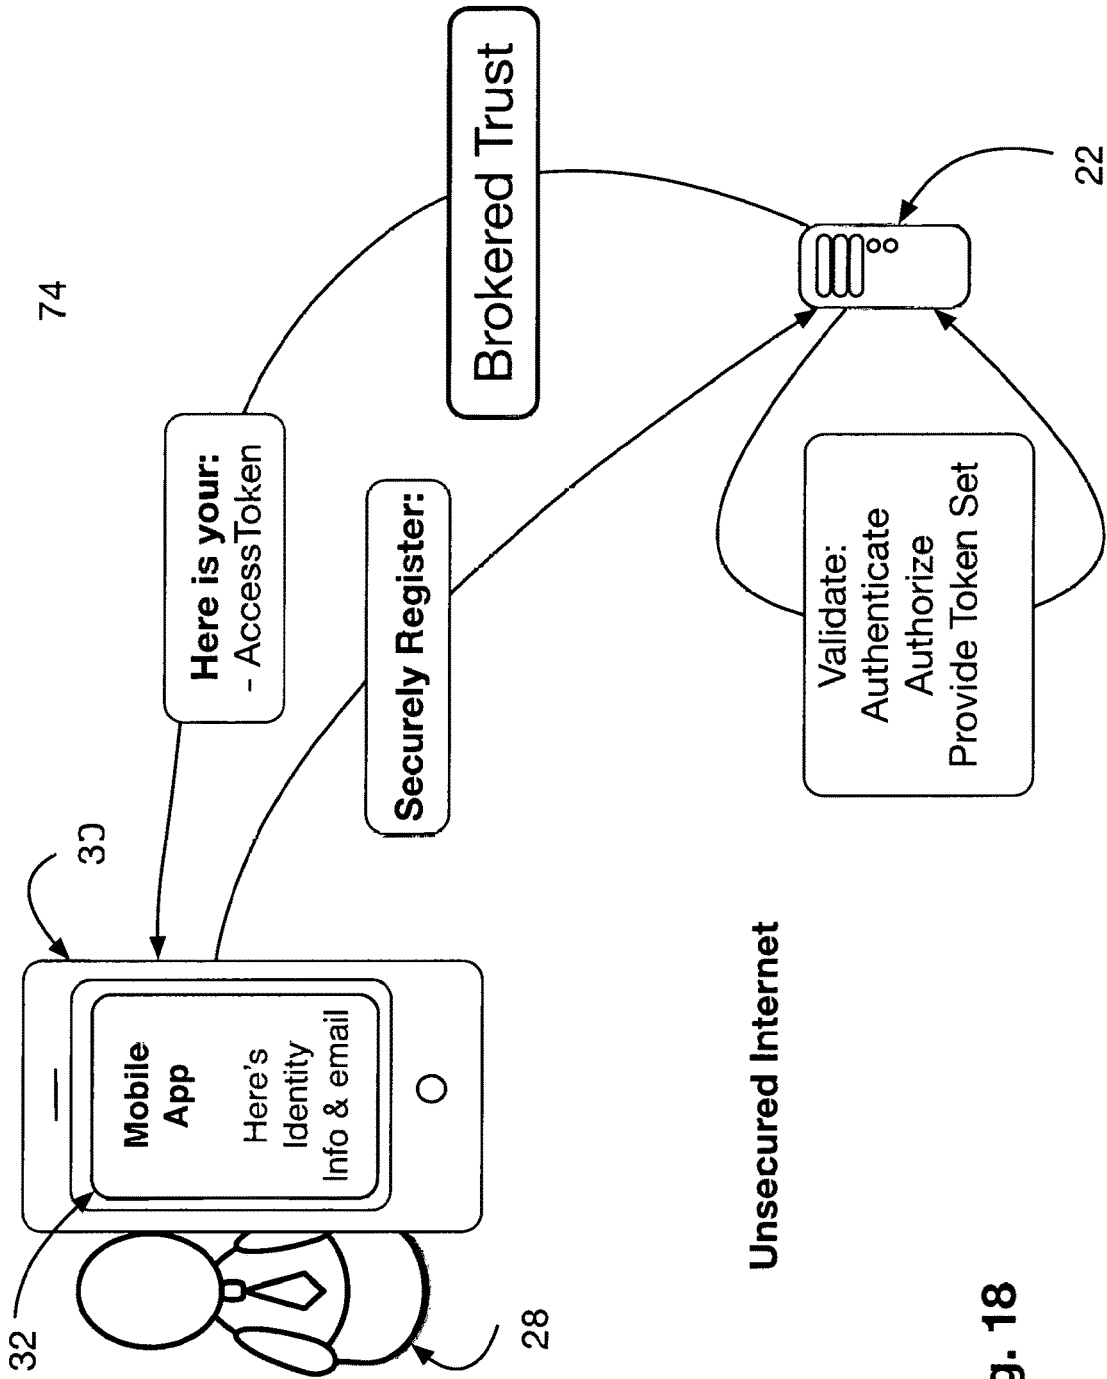 74
32
30
28
22
Mobile
App
Here's
Identity
Info & email
Here is your:
- AccessToken
Securely Register:
Brokered Trust
Validate:
Authenticate
Authorize
Provide Token Set
Unsecured Internet
g. 18